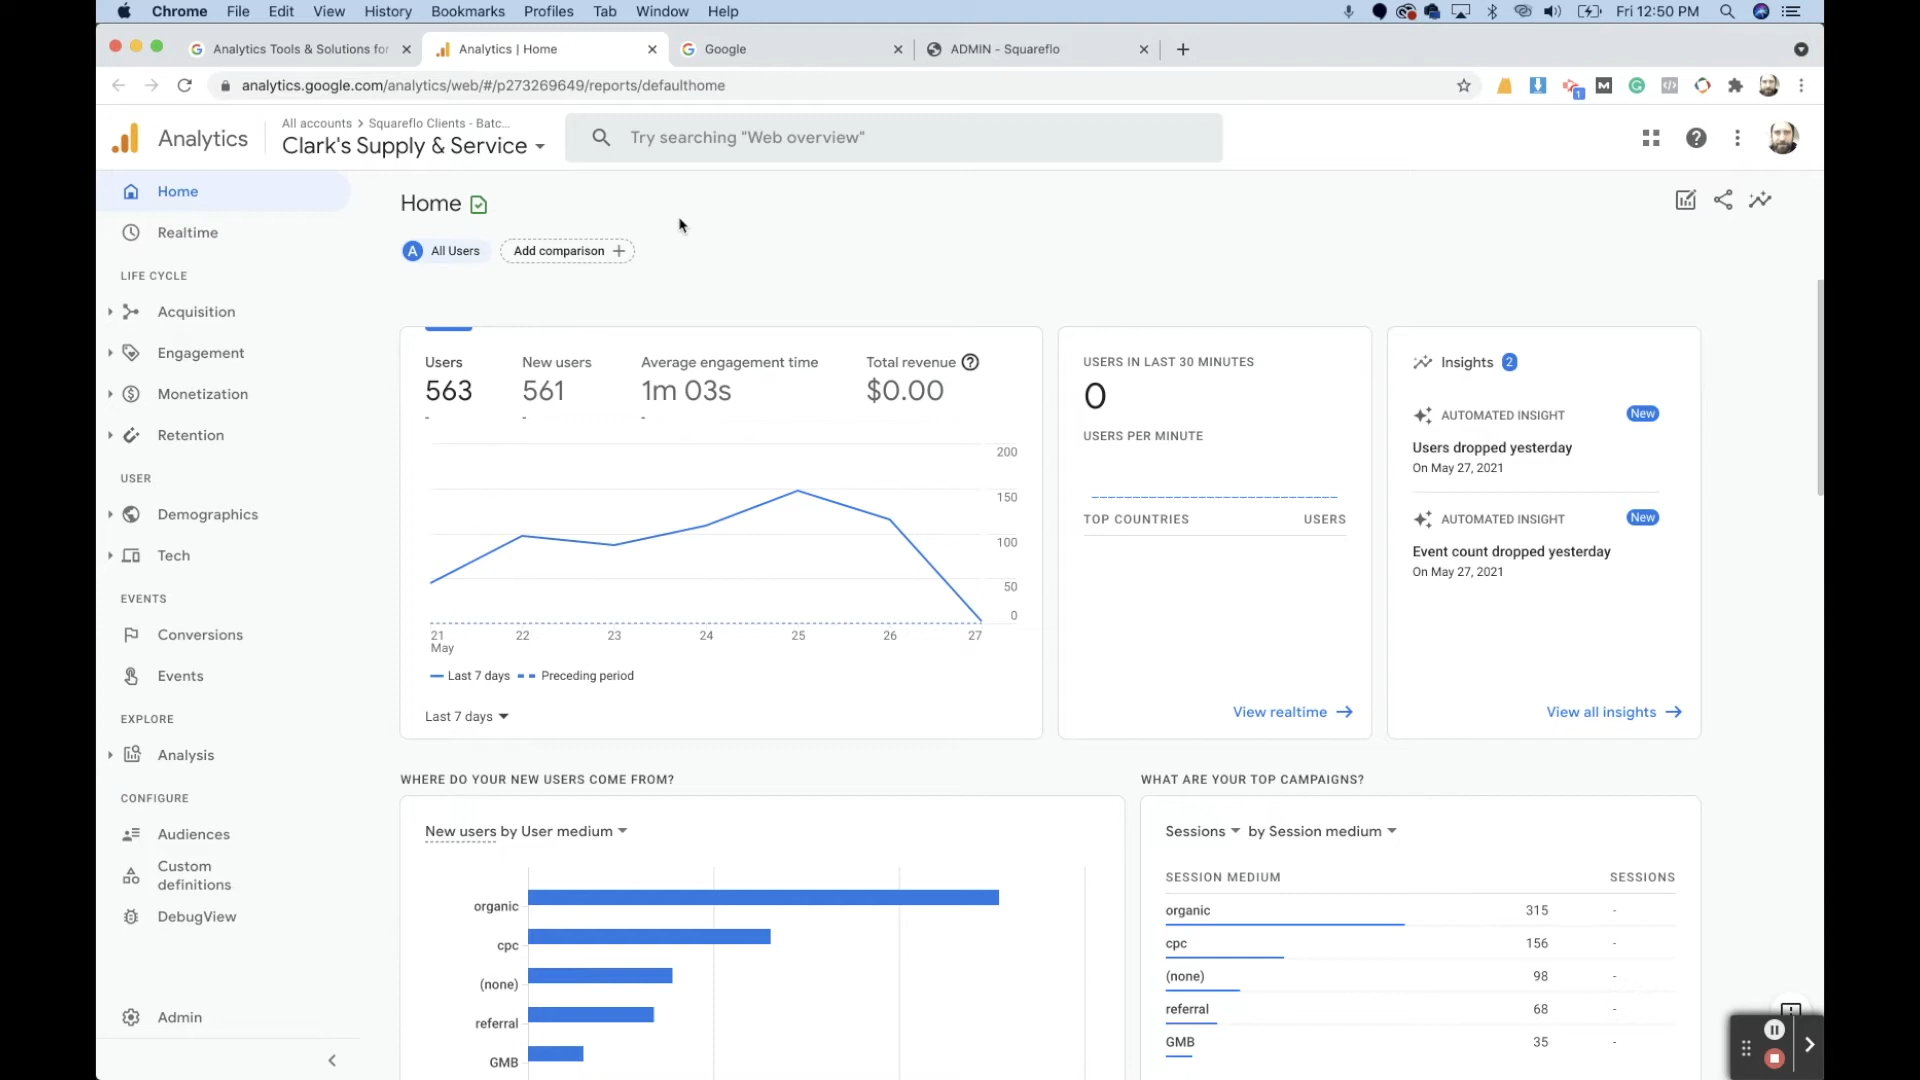 Chrome File Edit View History Bookmarks Profiles Tab Window Help Fri 12:50 PM
Analytics Tools & Solutions for Analytics | Home Google ADMIN - Squareflo
analytics.google.com/analytics/web/#/p273269649/reports/defaulthome
M 1
Analytics
All accounts > Squareflo Clients - Batc...
Clark's Supply & Service
Try searching "Web overview"
Home
Realtime
LIFE CYCLE
Acquisition
Engagement
Monetization
Retention
USER
Demographics
Tech
EVENTS
Conversions
Events
EXPLORE
Analysis
CONFIGURE
Audiences
Custom
definitions
DebugView
Admin
Home
A All Users Add comparison +
Users New users Average engagement time Total revenue
563 561 1m 03s $0.00
- - -
200
150
100
50
0
21 22 23 24 25 26 27
May
Last 7 days Preceding period
Last 7 days
USERS IN LAST 30 MINUTES
0
USERS PER MINUTE
TOP COUNTRIES USERS
View realtime
Insights 2
AUTOMATED INSIGHT New
Users dropped yesterday
On May 27, 2021
AUTOMATED INSIGHT New
Event count dropped yesterday
On May 27, 2021
View all insights
WHERE DO YOUR NEW USERS COME FROM?
New users by User medium
organic
cpc
(none)
referral
GMB
WHAT ARE YOUR TOP CAMPAIGNS?
Sessions by Session medium
SESSION MEDIUM SESSIONS
organic 315 -
cpc 156 -
(none) 98 -
referral 68 -
GMB 35 -